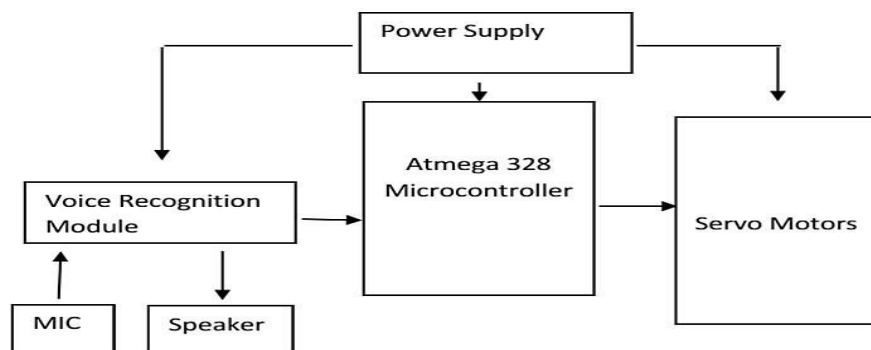 Power Supply
Atmega 328
Microcontroller
Voice Recognition
Module
Servo Motors
MIC
Speaker